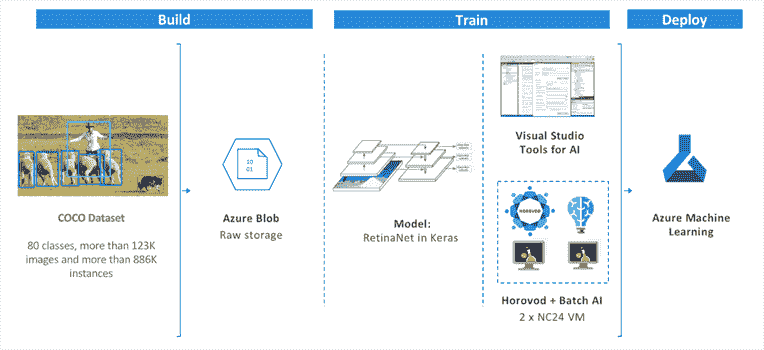 Build
Train
Deploy
COCO Dataset
80 classes, more than 123K
images and more than 886K
instances
10
01
Azure Blob
Raw storage
Model:
RetinaNet in Keras
Visual Studio
Tools for AI
HOROVOD
Horovod + Batch AI
2 x NC24 VM
Azure Machine
Learning